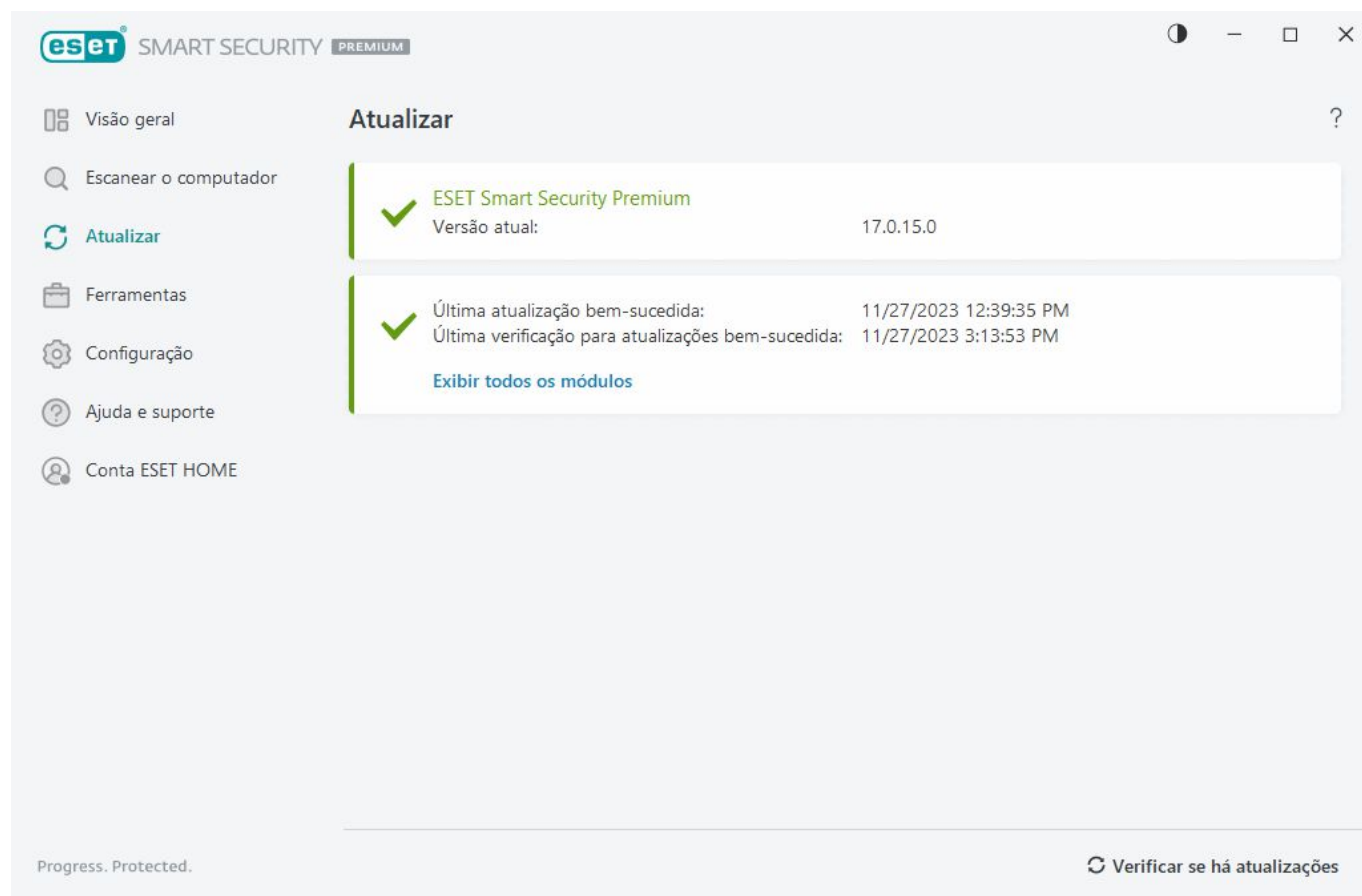 eset® SMART SECURITY PREMIUM
Visão geral
Escanear o computador
Atualizar
Ferramentas
Configuração
Ajuda e suporte
Conta ESET HOME
Atualizar ?
ESET Smart Security Premium
Versão atual: 17.0.15.0
Última atualização bem-sucedida: 11/27/2023 12:39:35 PM
Última verificação para atualizações bem-sucedida: 11/27/2023 3:13:53 PM
Exibir todos os módulos
Progress. Protected.
Verificar se há atualizações